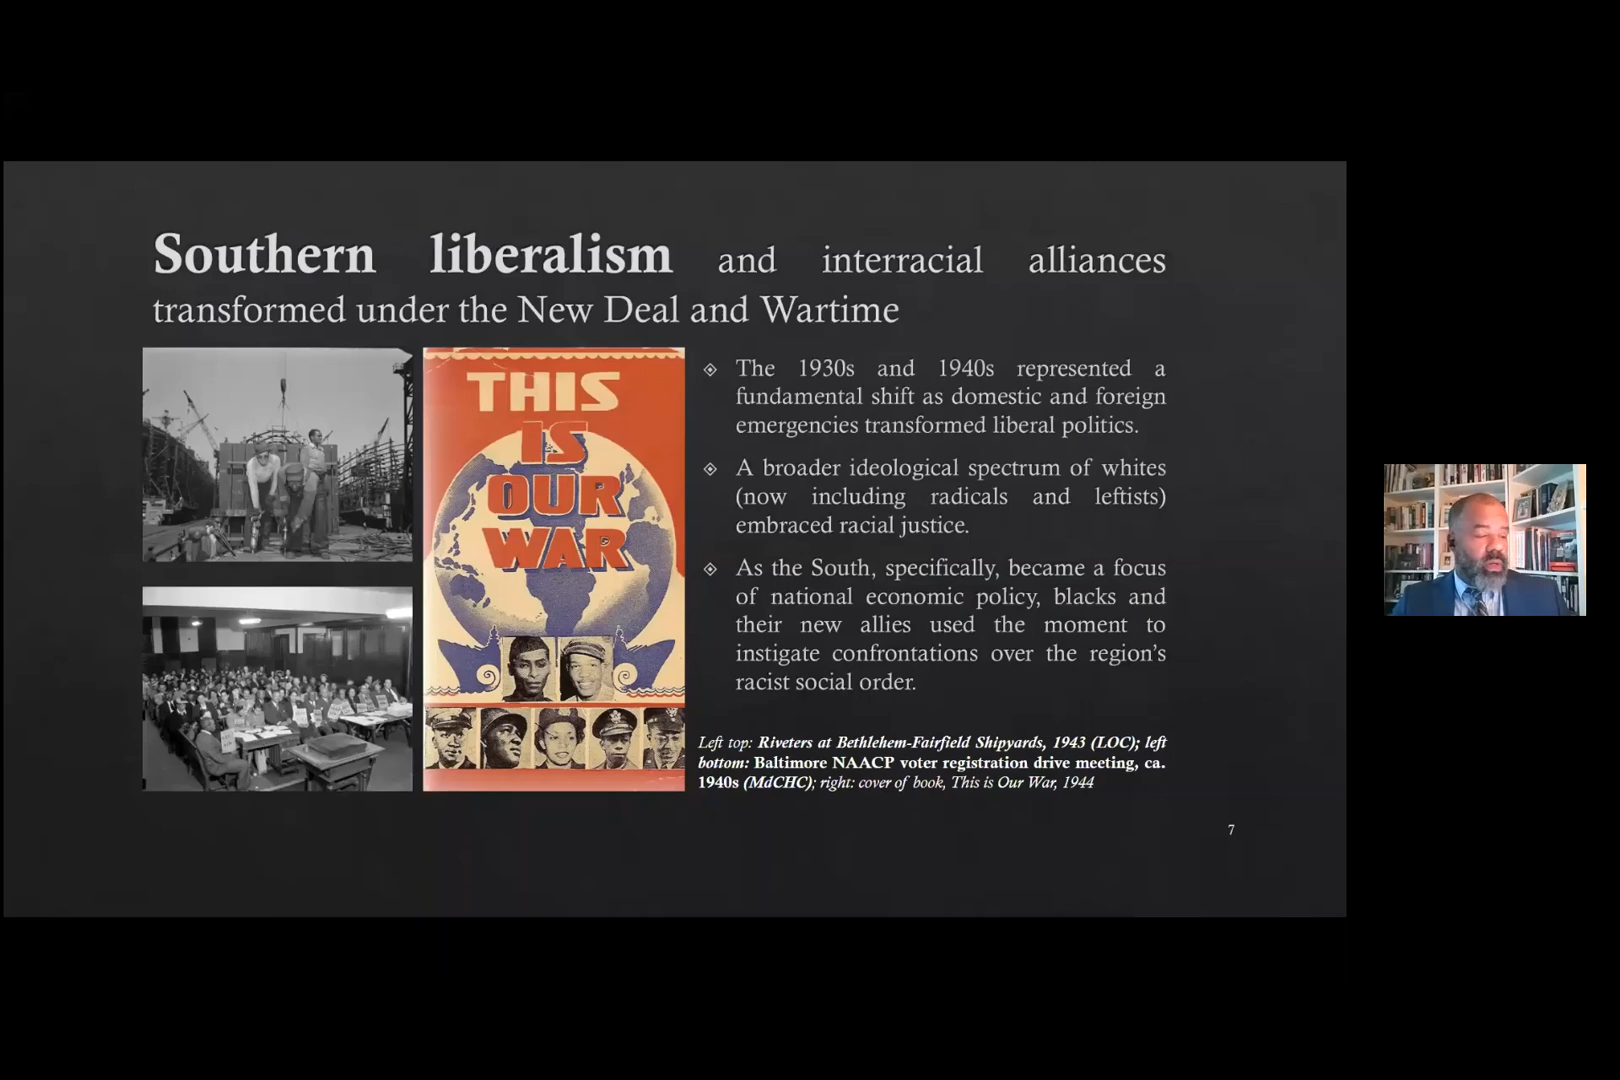 Southern liberalism and interracial alliances
transformed under the New Deal and Wartime
THIS
IS
OUR
WAR
The 1930s and 1940s represented a
fundamental shift as domestic and foreign
emergencies transformed liberal politics.
A broader ideological spectrum of whites
(now including radicals and leftists)
embraced racial justice.
As the South, specifically, became a focus
of national economic policy, blacks and
their new allies used the moment to
instigate confrontations over the region's
racist social order.
Left top: Riveters at Bethlehem-Fairfield Shipyards, 1943 (LOC); left
bottom: Baltimore NAACP voter registration drive meeting, ca.
1940s (MdCHC); right: cover of book, This is Our War, 1944
7